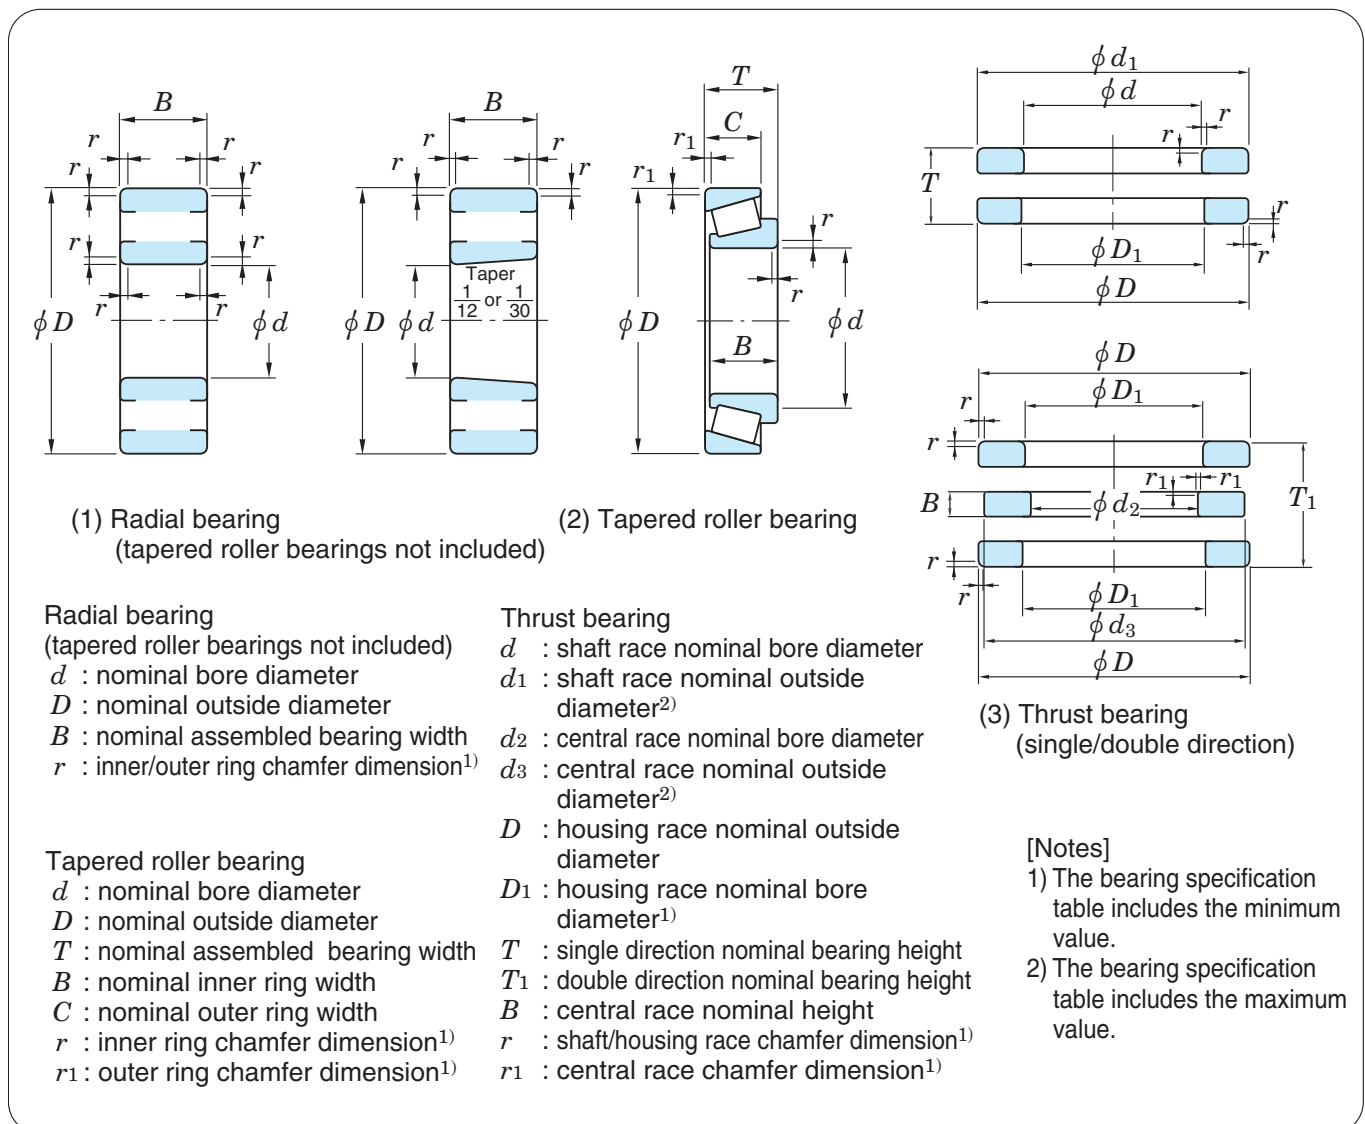 B
r
r
r
r
r
r
r
r
φD
φd
B
r
r
r
r
Taper
1/12 or 1/30
φD
φd
T
C
r1
r1
r
r
B
φD
φd
(1) Radial bearing
(tapered roller bearings not included)
(2) Tapered roller bearing
φd1
φd
r
r
T
r
r
φD1
φD
φD
φD1
r
r
r1
r1
B
φd2
T1
r
r
φD1
φd3
φD
(3) Thrust bearing
(single/double direction)
Radial bearing
(tapered roller bearings not included)
d : nominal bore diameter
D : nominal outside diameter
B : nominal assembled bearing width
r : inner/outer ring chamfer dimension1)
Tapered roller bearing
d : nominal bore diameter
D : nominal outside diameter
T : nominal assembled bearing width
B : nominal inner ring width
C : nominal outer ring width
r : inner ring chamfer dimension1)
r1 : outer ring chamfer dimension1)
Thrust bearing
d : shaft race nominal bore diameter
d1 : shaft race nominal outside
diameter2)
d2 : central race nominal bore diameter
d3 : central race nominal outside
diameter2)
D : housing race nominal outside
diameter
D1 : housing race nominal bore
diameter1)
T : single direction nominal bearing height
T1 : double direction nominal bearing height
B : central race nominal height
r : shaft/housing race chamfer dimension1)
r1 : central race chamfer dimension1)
[Notes]
1) The bearing specification
table includes the minimum
value.
2) The bearing specification
table includes the maximum
value.